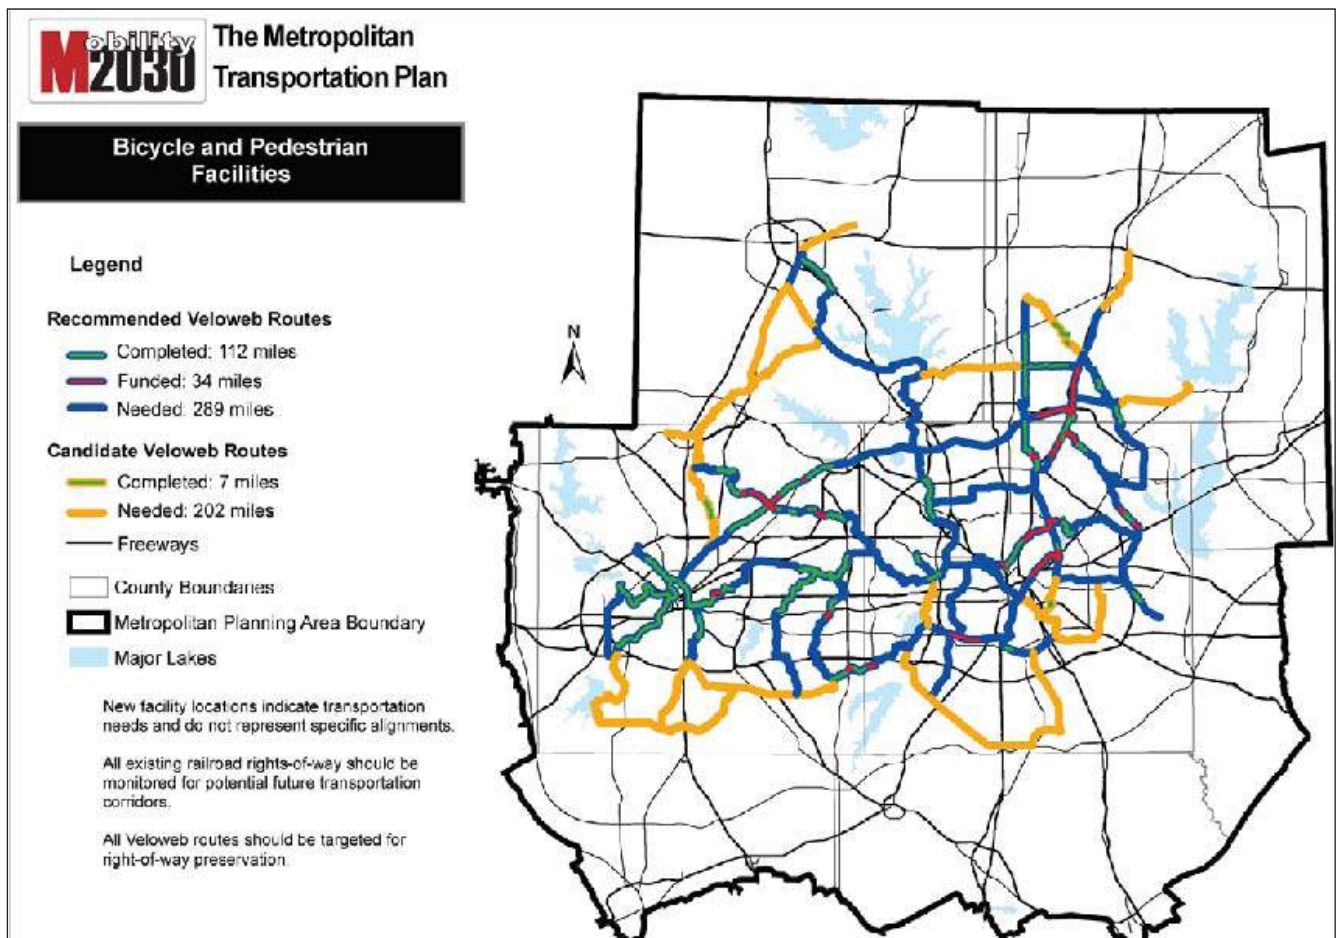 Mobility
2030
The Metropolitan
Transportation Plan
Bicycle and Pedestrian
Facilities
Legend
Recommended Veloweb Routes
Completed: 112 miles
Funded: 34 miles
Needed: 289 miles
Candidate Veloweb Routes
Completed: 7 miles
Needed: 202 miles
Freeways
County Boundaries
Metropolitan Planning Area Boundary
Major Lakes
N
New facility locations indicate transportation
needs and do not represent specific alignments.
All existing railroad rights-of-way should be
monitored for potential future transportation
corridors.
All Veloweb routes should be targeted for
right-of-way preservation.